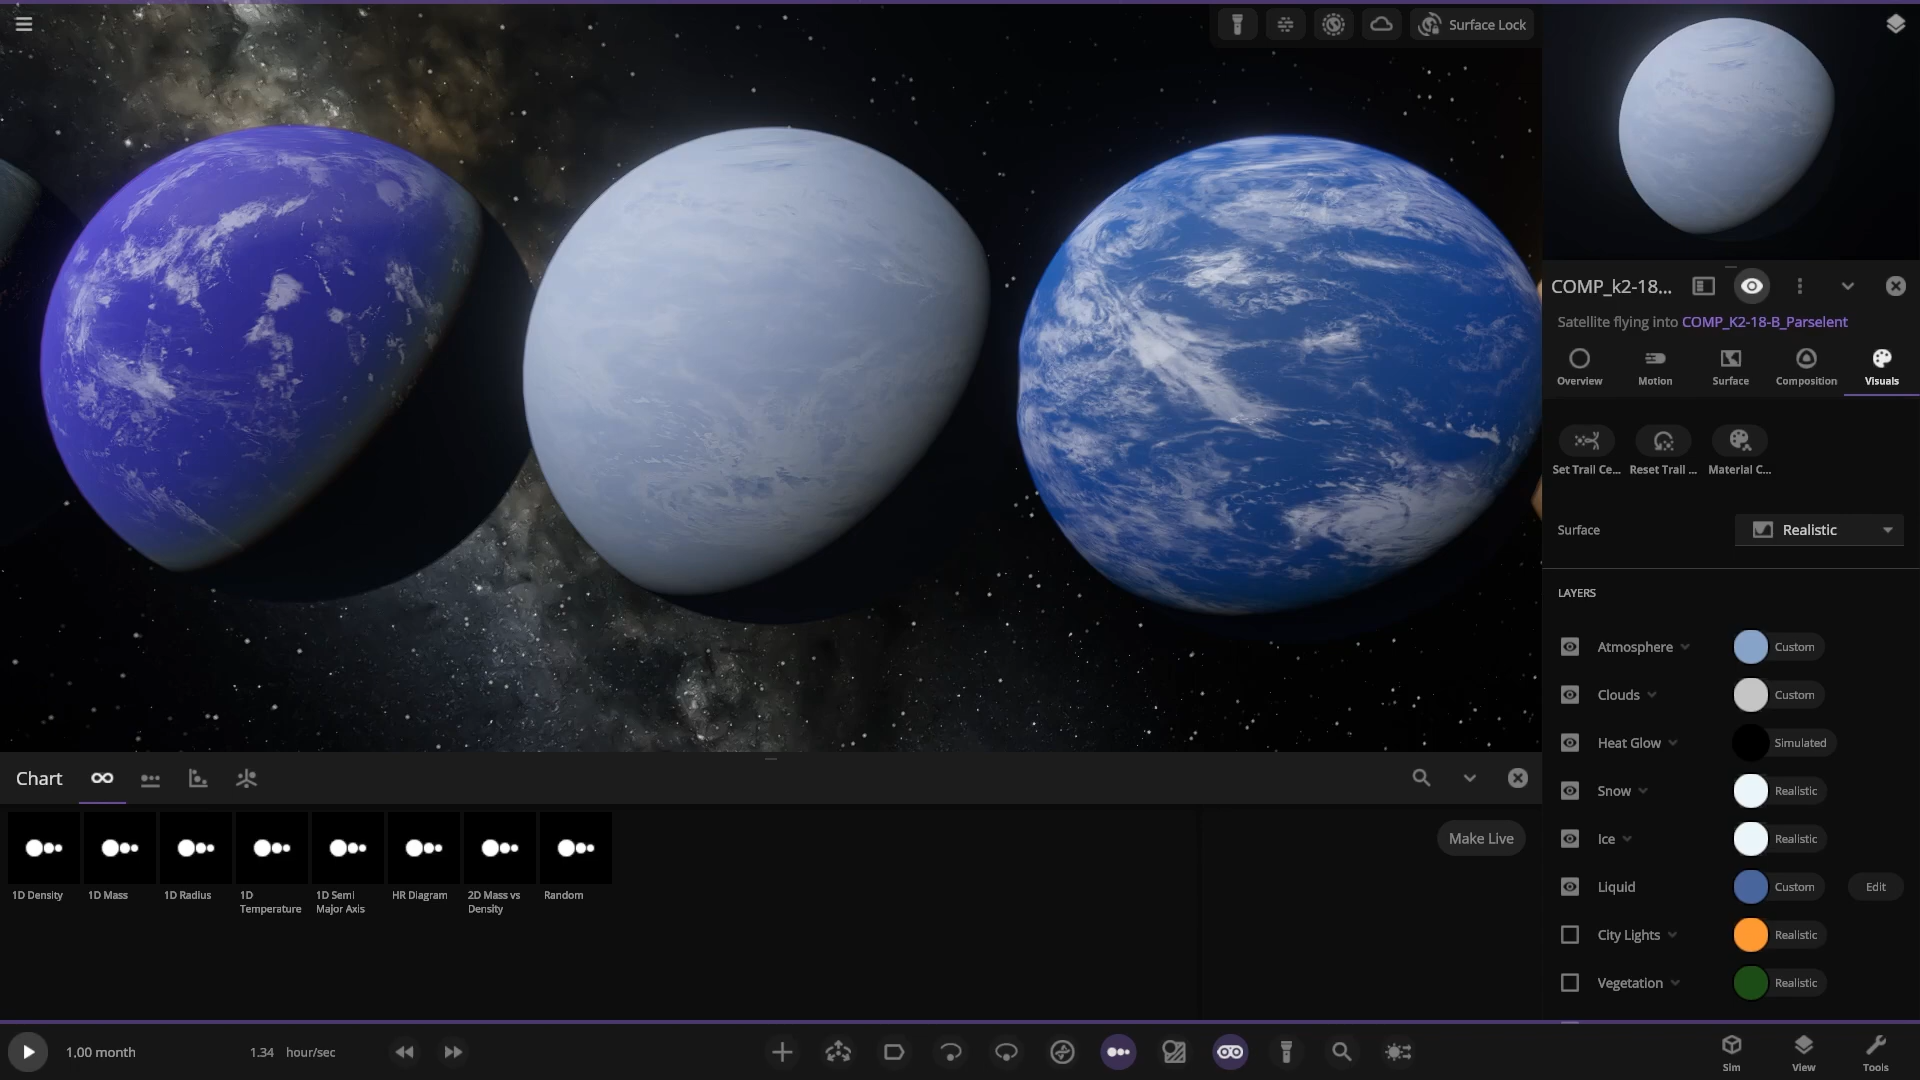 Surface Lock
COMP_k2-18...
Satellite flying into COMP_K2-18-B_Parselent
Overview
Motion
Surface
Composition
Visuals
Set Trail Ce...
Reset Trail ...
Material C...
Surface
Realistic
LAYERS
Atmosphere
Custom
Clouds
Custom
Heat Glow
Simulated
Snow
Realistic
Ice
Realistic
Liquid
Custom
Edit
City Lights
Realistic
Vegetation
Realistic
Chart
Make Live
1D Density
1D Mass
1D Radius
1D
Temperature
1D Semi
Major Axis
HR Diagram
2D Mass vs
Density
Random
1,00 month
1.34 hour/sec
Sim
View
Tools